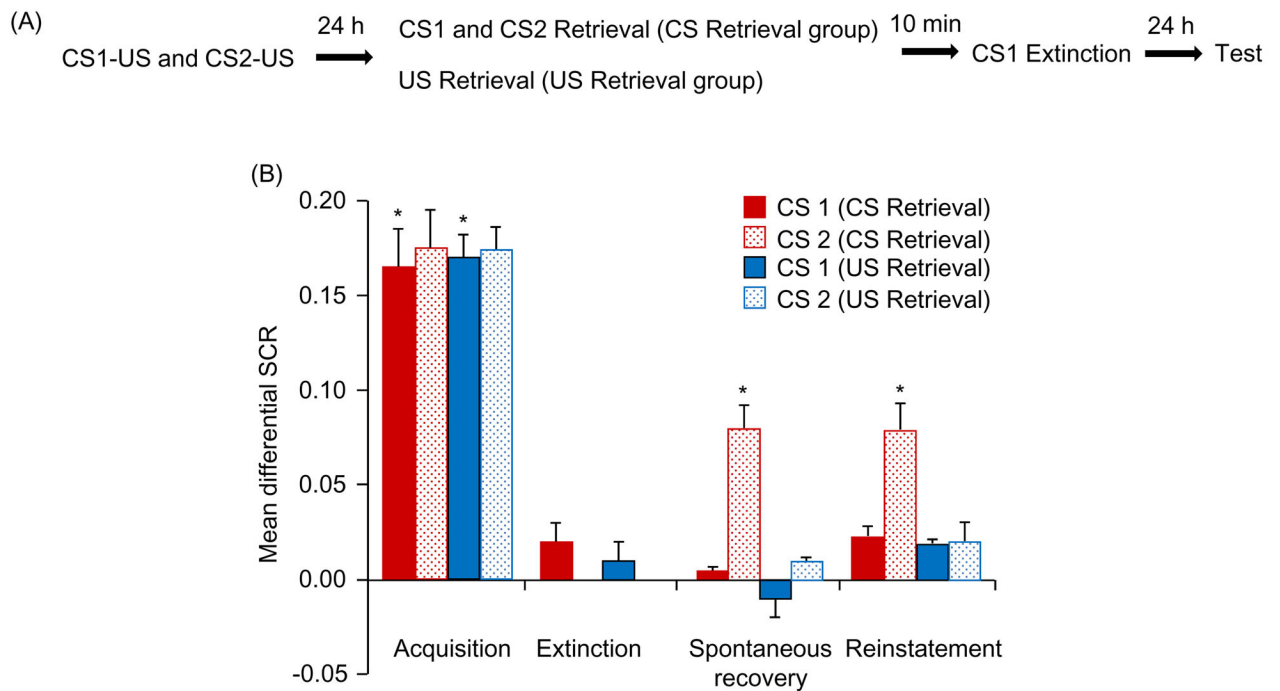 (A)
24 h
CS1-US and CS2-US
CS1 and CS2 Retrieval (CS Retrieval group)
US Retrieval (US Retrieval group)
10 min
CS1 Extinction
24 h
Test
(B)
Mean differential SCR
0.20
0.15
0.10
0.05
0.00
-0.05
* * * *
CS 1 (CS Retrieval)
CS 2 (CS Retrieval)
CS 1 (US Retrieval)
CS 2 (US Retrieval)
Acquisition
Extinction
Spontaneous
recovery
Reinstatement